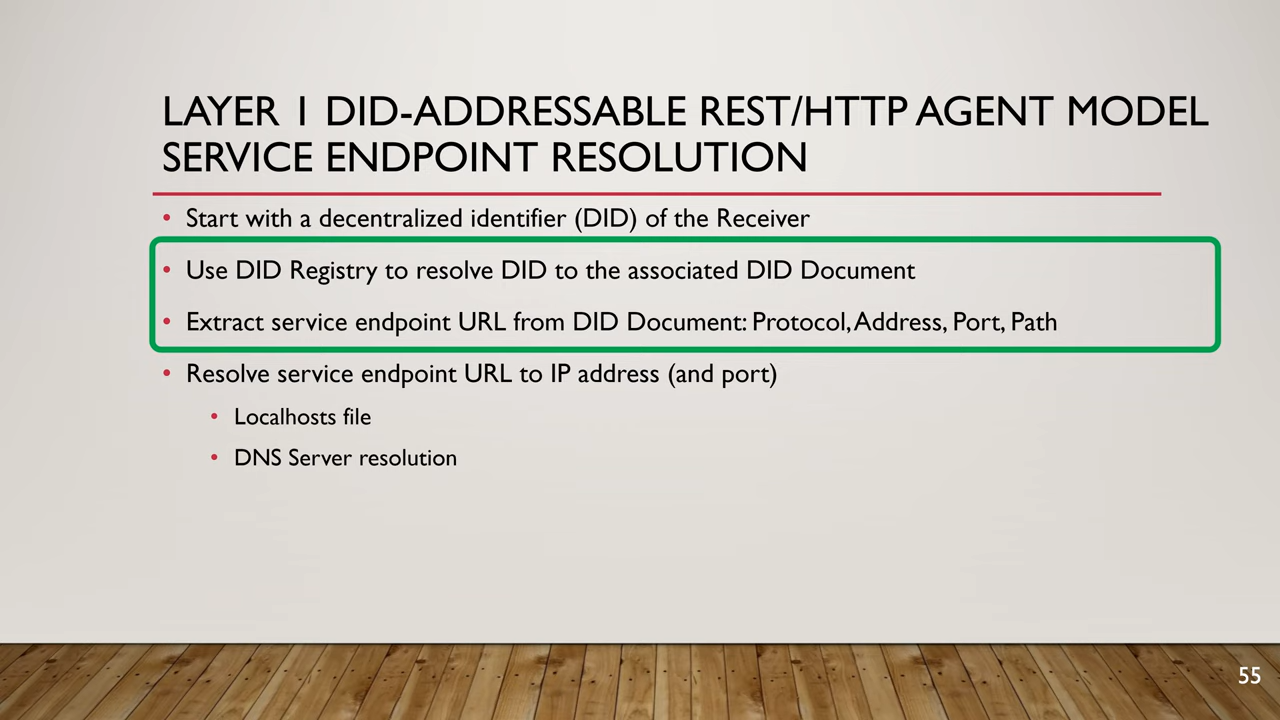 LAYER 1 DID-ADDRESSABLE REST/HTTP AGENT MODEL
SERVICE ENDPOINT RESOLUTION
• Start with a decentralized identifier (DID) of the Receiver
• Use DID Registry to resolve DID to the associated DID Document
• Extract service endpoint URL from DID Document: Protocol, Address, Port, Path
• Resolve service endpoint URL to IP address (and port)
• Localhosts file
• DNS Server resolution
55